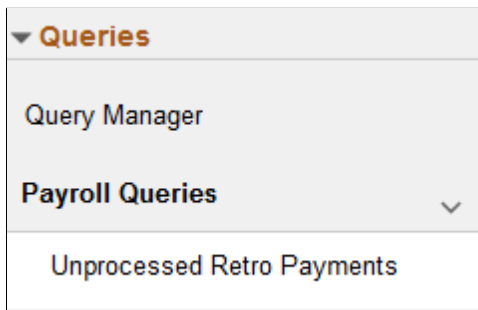 Queries
Query Manager
Payroll Queries
Unprocessed Retro Payments